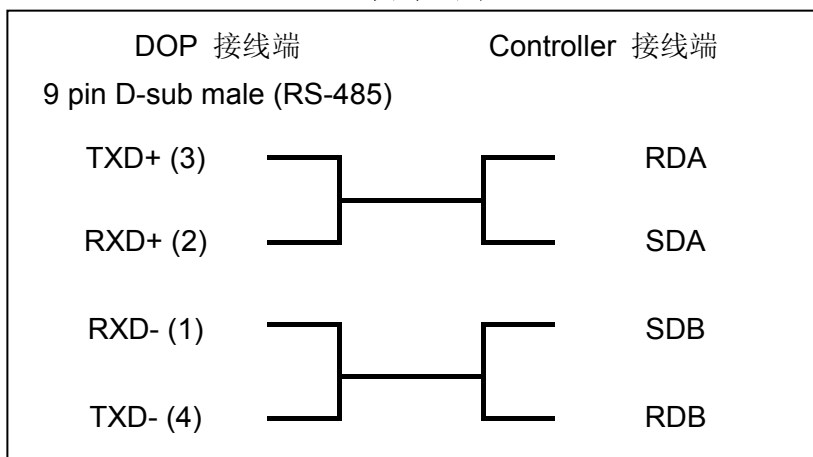 DOP 接线端 Controller 接线端
9 pin D-sub male (RS-485)
TXD+ (3) RDA
RXD+ (2) SDA
RXD- (1) SDB
TXD- (4) RDB